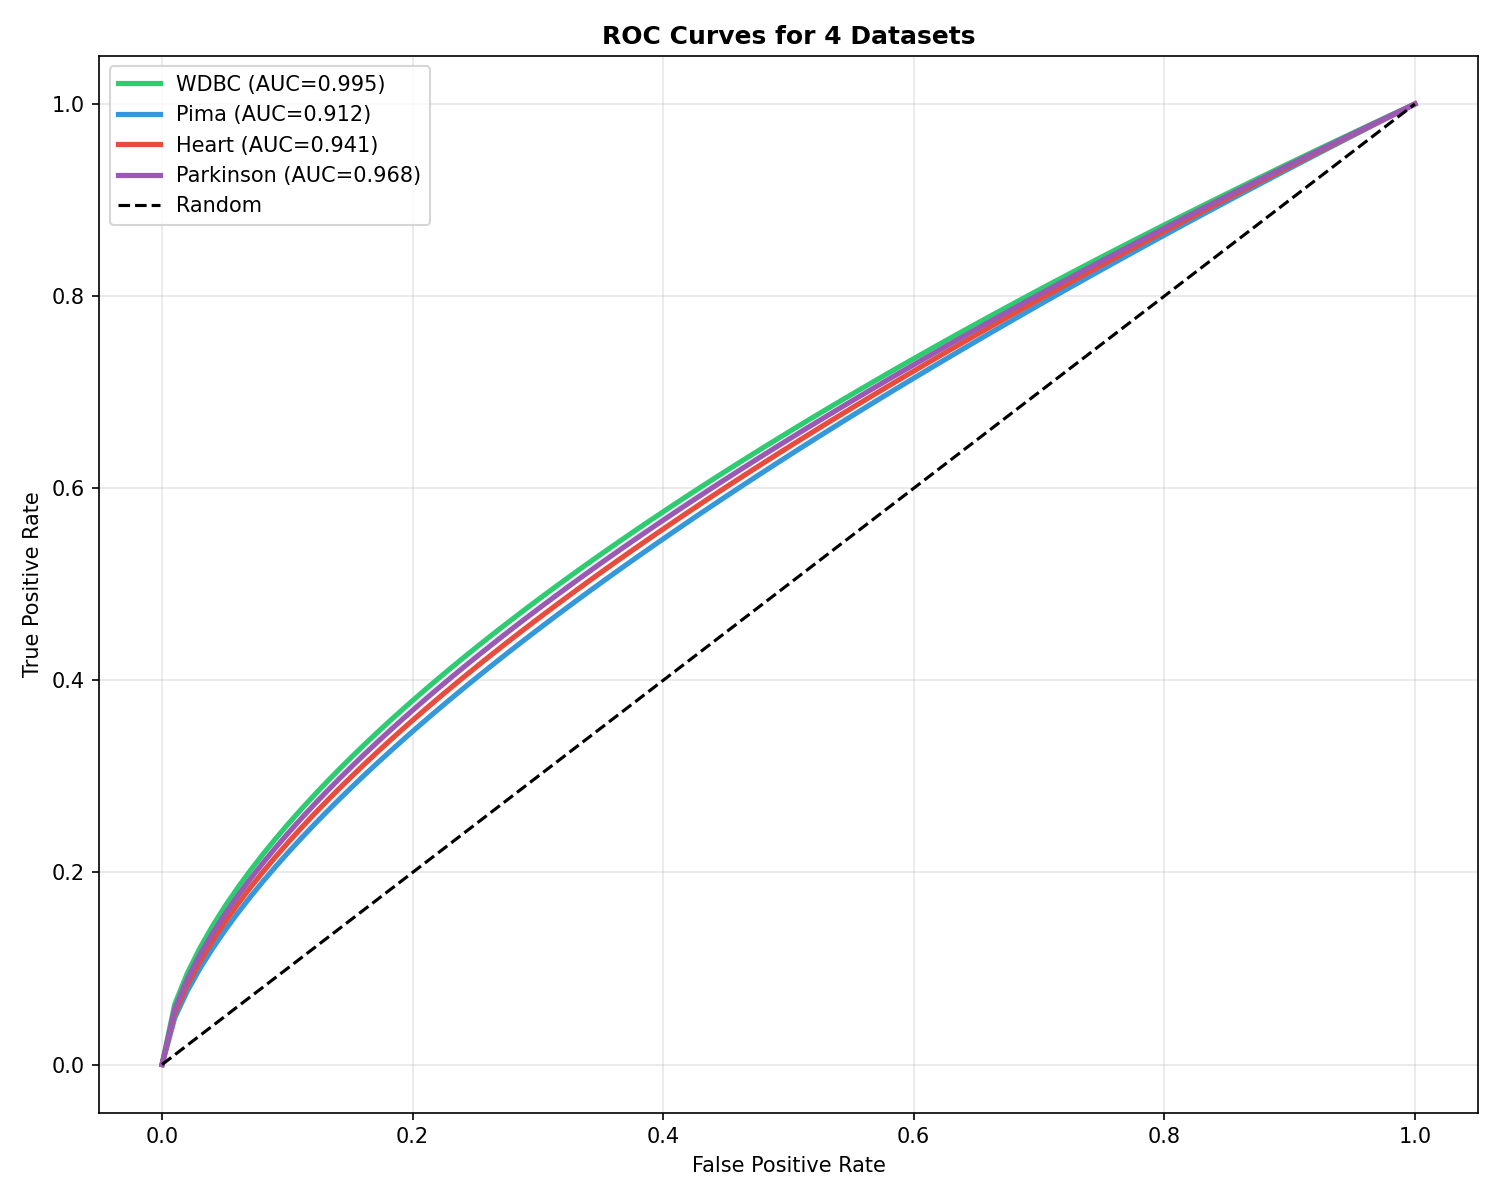 ROC Curves for 4 Datasets
WDBC (AUC=0.995)
Pima (AUC=0.912)
Heart (AUC=0.941)
Parkinson (AUC=0.968)
Random
True Positive Rate
1.0
0.8
0.6
0.4
0.2
0.0
0.0 0.2 0.4 0.6 0.8 1.0
False Positive Rate